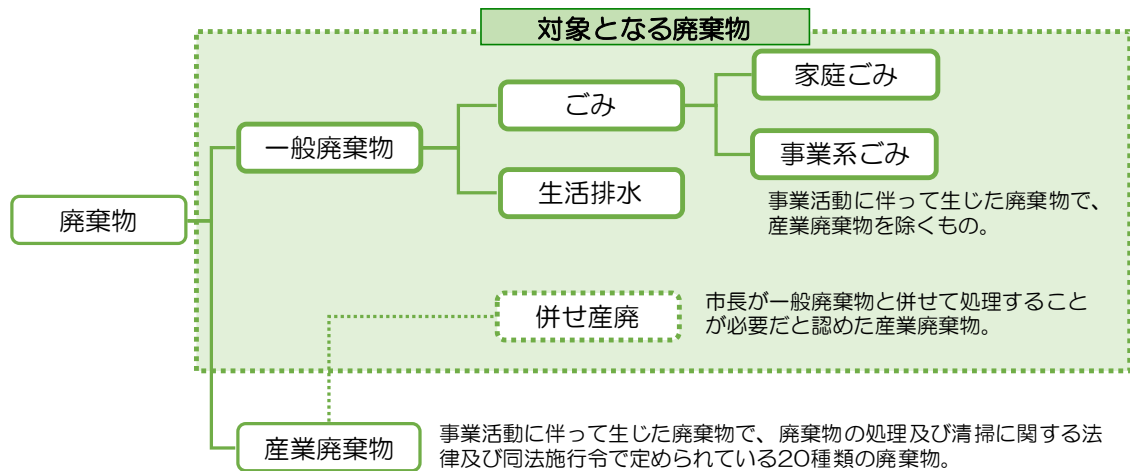 対象となる廃棄物
家庭ごみ
ごみ
一般廃棄物
事業系ごみ
生活排水
事業活動に伴って生じた廃棄物で、
産業廃棄物を除くもの。
廃棄物
併せ産廃
市長が一般廃棄物と併せて処理すること
が必要だと認めた産業廃棄物。
産業廃棄物
事業活動に伴って生じた廃棄物で、廃棄物の処理及び清掃に関する法
律及び同法施行令で定められている20種類の廃棄物。